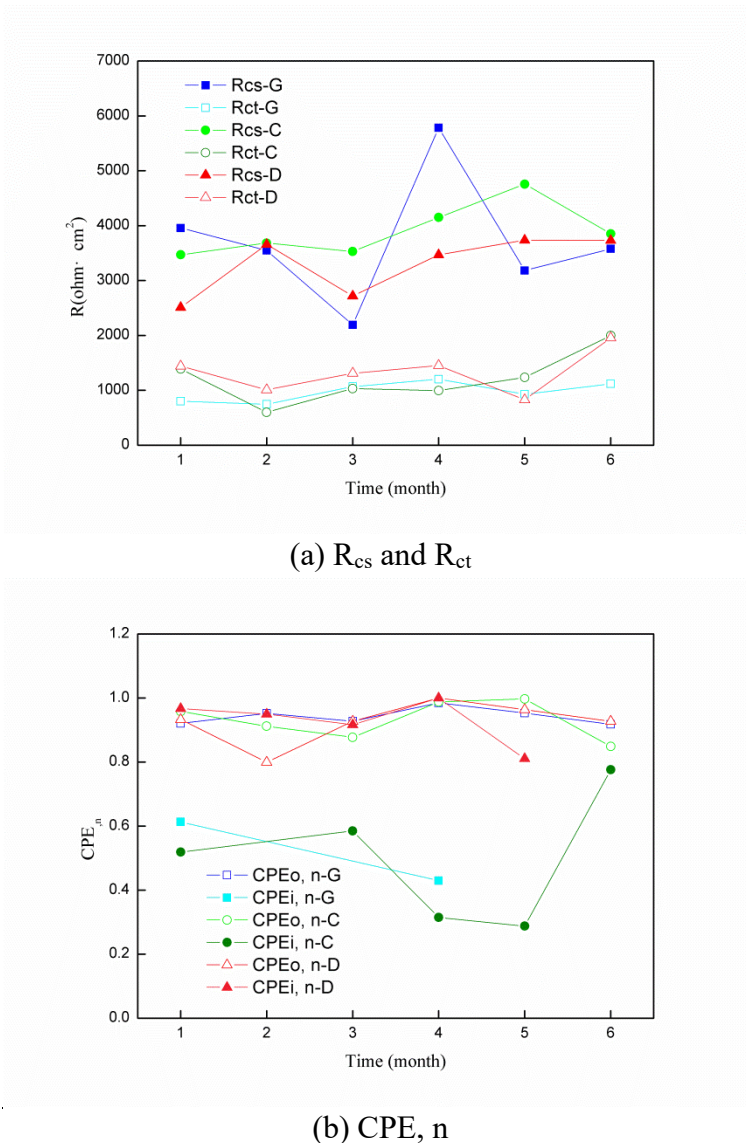 7000
6000
5000
4000
3000
2000
1000
0
R(ohm· cm²)
Rcs-G
Rct-G
Rcs-C
Rct-C
Rcs-D
Rct-D
1 2 3 4 5 6
Time (month)
(a) Rcs and Rct
1.2
1.0
0.8
0.6
0.4
0.2
0.0
CPE,n
CPEo, n-G
CPEi, n-G
CPEo, n-C
CPEi, n-C
CPEo, n-D
CPEi, n-D
1 2 3 4 5 6
Time (month)
(b) CPE, n